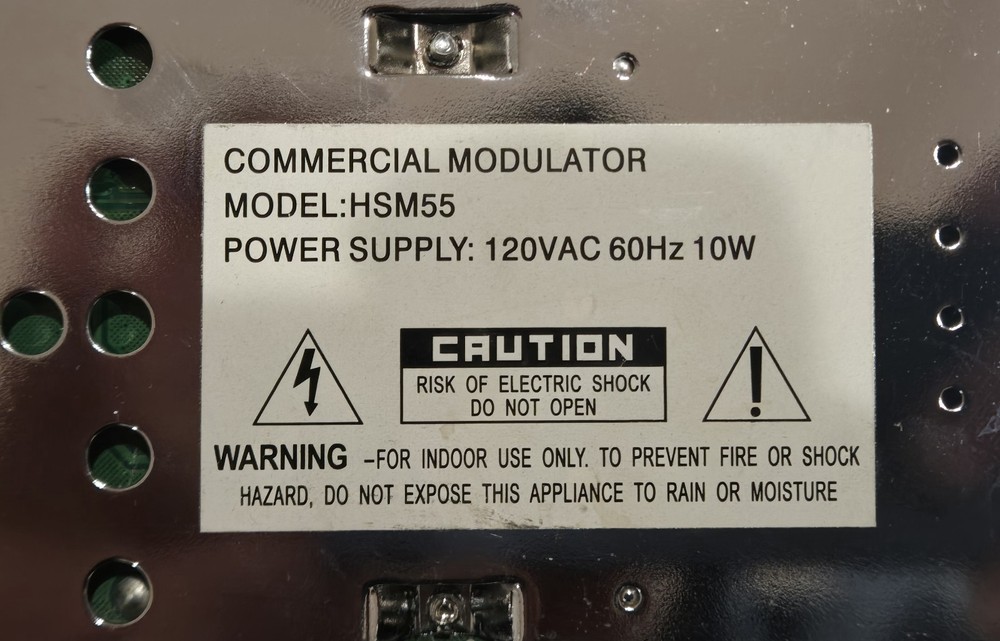 COMMERCIAL MODULATOR
MODEL:HSM55
POWER SUPPLY: 120VAC 60Hz 10W
CAUTION
RISK OF ELECTRIC SHOCK
DO NOT OPEN
WARNING –FOR INDOOR USE ONLY. TO PREVENT FIRE OR SHOCK
HAZARD, DO NOT EXPOSE THIS APPLIANCE TO RAIN OR MOISTURE